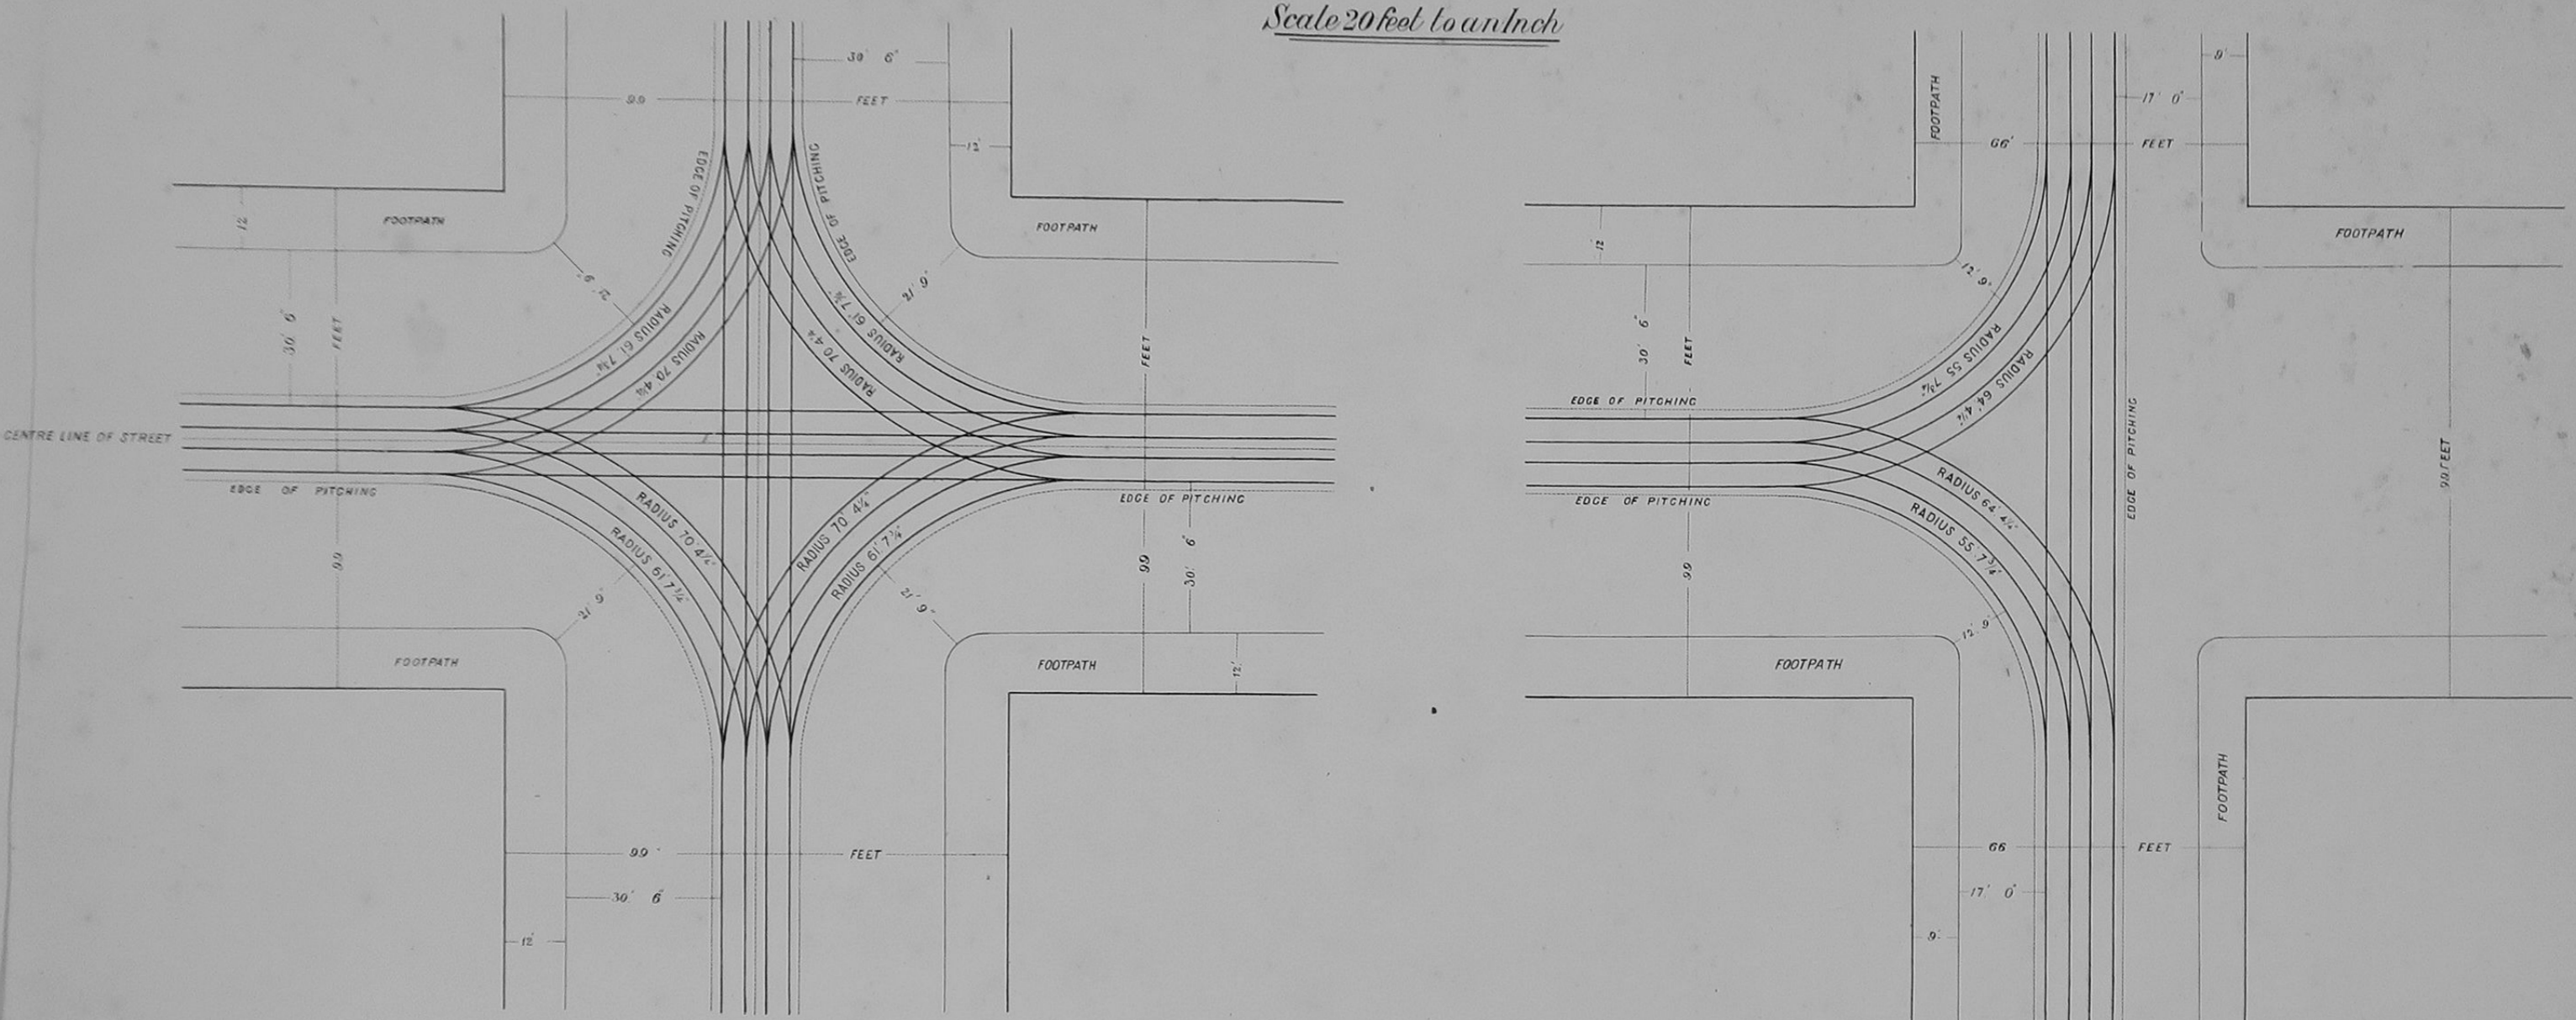 Scale 20 feet to an Inch
30' 6"
99 FEET
12'
EDGE OF PITCHING
EDGE OF PITCHING
12
FOOTPATH
FOOTPATH
21' 9"
21' 9"
30' 6"
FEET
RADIUS 61' 7¾"
RADIUS 70' 4¼"
RADIUS 61' 7¾"
RADIUS 70' 4¼
FEET
CENTRE LINE OF STREET
EDGE OF PITCHING
EDGE OF PITCHING
RADIUS 70' 4¼"
RADIUS 61' 7¾"
RADIUS 70' 4¼"
RADIUS 61' 7¾"
99
99
30' 6"
21' 9"
21' 9"
FOOTPATH
FOOTPATH
12'
99 FEET
30' 6"
12'
FOOTPATH
9'
17' 0"
66' FEET
12
FOOTPATH
12' 9"
30' 6"
FEET
RADIUS 55' 7¾"
RADIUS 64' 4¼"
EDGE OF PITCHING
EDGE OF PITCHING
EDGE OF PITCHING
RADIUS 64' 4¼"
RADIUS 55' 7¾"
99 FEET
99
12' 9"
FOOTPATH
FOOTPATH
66 FEET
17' 0"
9'